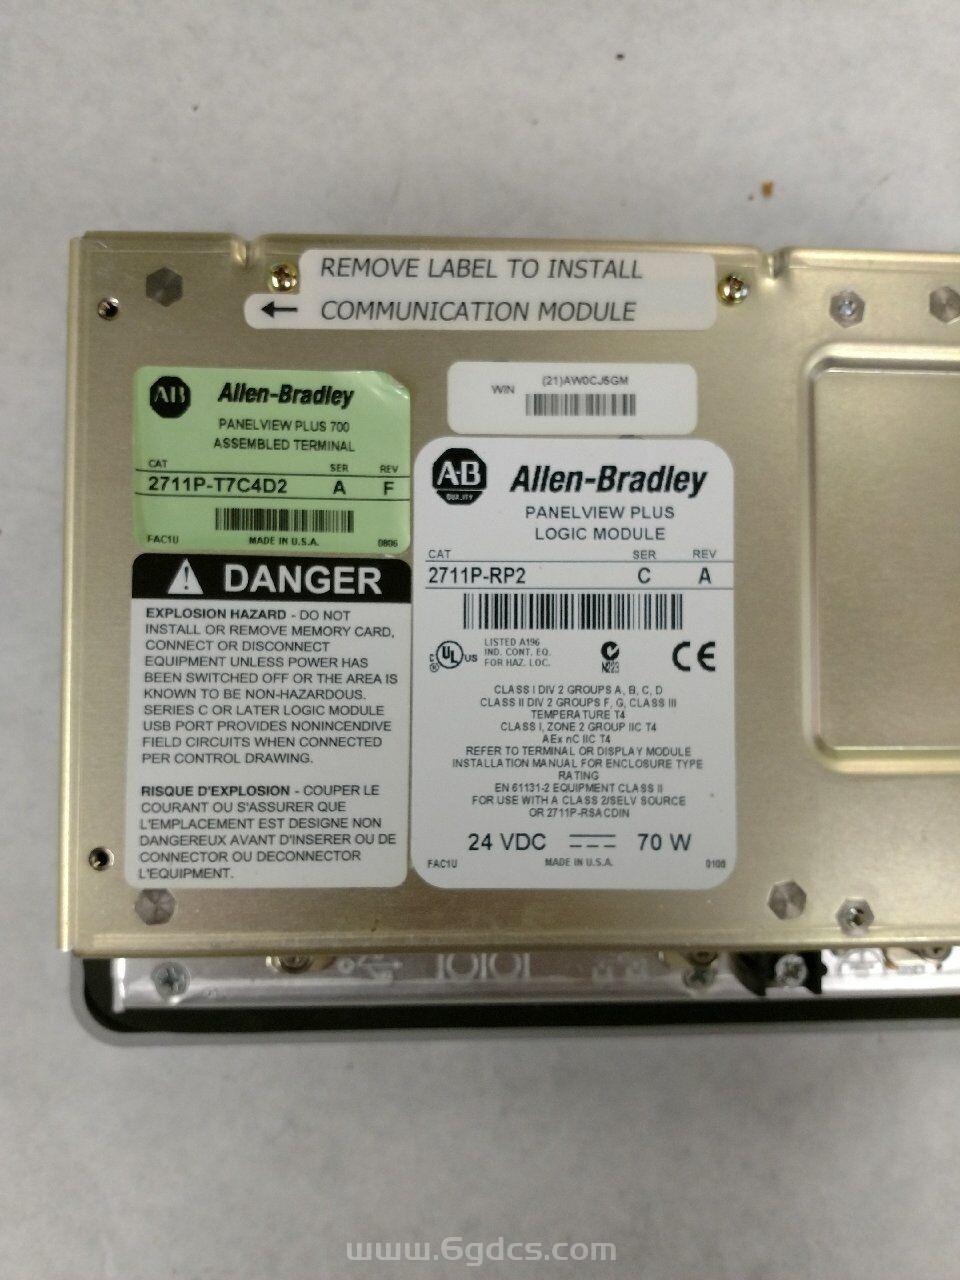 REMOVE LABEL TO INSTALL
← COMMUNICATION MODULE
AB Allen-Bradley
PANELVIEW PLUS 700
ASSEMBLED TERMINAL
CAT SER REV
2711P-T7C4D2 A F
FAC1U MADE IN U.S.A. 0806
WIN (21)AW0CJ5GM
A-B Allen-Bradley
QUALITY
PANELVIEW PLUS
LOGIC MODULE
CAT SER REV
2711P-RP2 C A
C UL US LISTED A196
IND. CONT. EQ.
FOR HAZ. LOC.
N223
CE
CLASS I DIV 2 GROUPS A, B, C, D
CLASS II DIV 2 GROUPS F, G, CLASS III
TEMPERATURE T4
CLASS I, ZONE 2 GROUP IIC T4
AEx nC IIC T4
REFER TO TERMINAL OR DISPLAY MODULE
INSTALLATION MANUAL FOR ENCLOSURE TYPE
RATING
EN 61131-2 EQUIPMENT CLASS II
FOR USE WITH A CLASS 2/SELV SOURCE
OR 2711P-RSACDIN
24 VDC 70 W
FAC1U MADE IN U.S.A. 0106
DANGER
EXPLOSION HAZARD - DO NOT
INSTALL OR REMOVE MEMORY CARD,
CONNECT OR DISCONNECT
EQUIPMENT UNLESS POWER HAS
BEEN SWITCHED OFF OR THE AREA IS
KNOWN TO BE NON-HAZARDOUS.
SERIES C OR LATER LOGIC MODULE
USB PORT PROVIDES NONINCENDIVE
FIELD CIRCUITS WHEN CONNECTED
PER CONTROL DRAWING.
RISQUE D'EXPLOSION - COUPER LE
COURANT OU S'ASSURER QUE
L'EMPLACEMENT EST DESIGNE NON
DANGEREUX AVANT D'INSERER OU DE
CONNECTOR OU DECONNECTOR
L'EQUIPMENT.
www.6gdcs.com